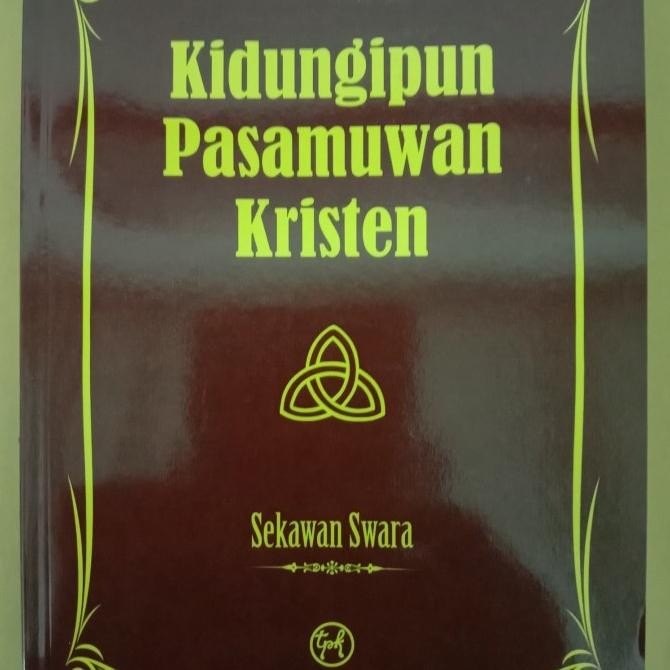 Kidungipun
Pasamuwan
Kristen
Sekawan Swara
tpk